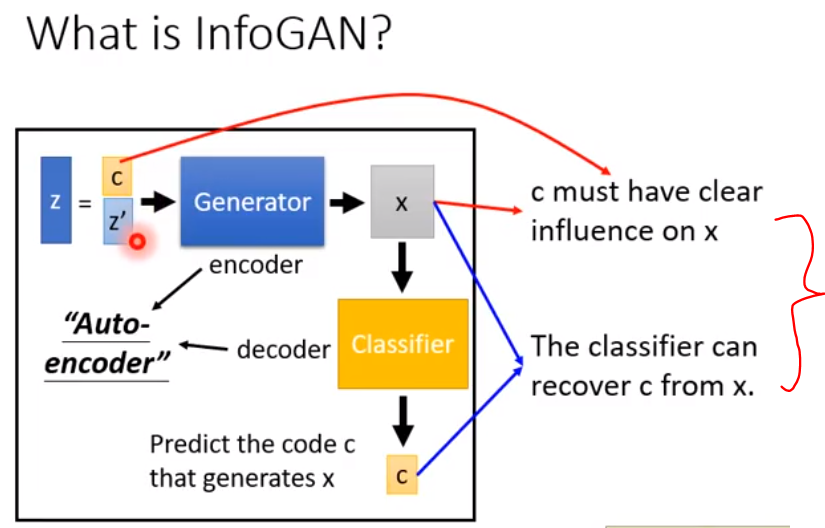 What is InfoGAN?
z
=
c
z'
Generator
x
c must have clear
influence on x
encoder
"Auto-
encoder"
decoder
Classifier
The classifier can
recover c from x.
Predict the code c
that generates x
c